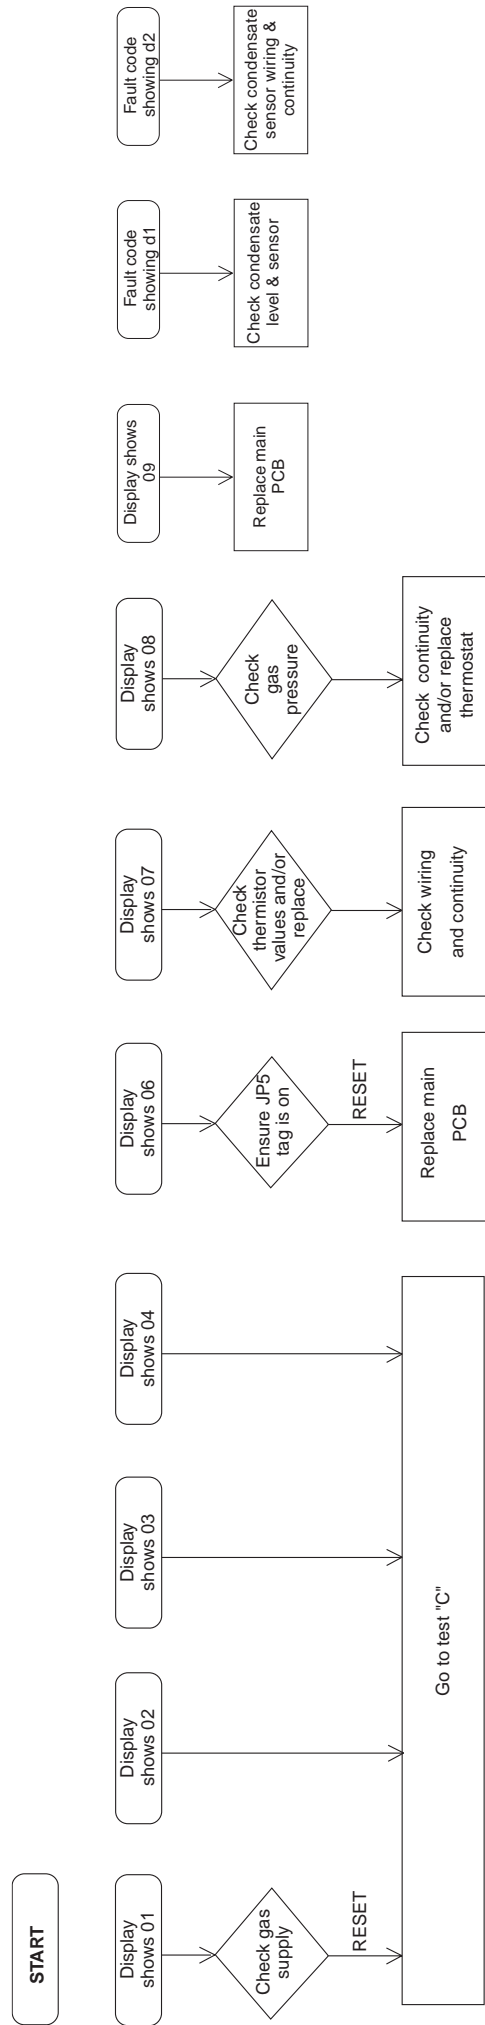 START
Display
shows 01
Check gas
supply
RESET
Display
shows 02
Display
shows 03
Display
shows 04
Go to test "C"
Display
shows 06
Ensure JP5
tag is on
RESET
Replace main
PCB
Display
shows 07
Check
thermistor
values and/or
replace
Check wiring
and continuity
Display
shows 08
Check
gas
pressure
Check continuity
and/or replace
thermostat
Display shows
09
Replace main
PCB
Fault code
showing d1
Check condensate
level & sensor
Fault code
showing d2
Check condensate
sensor wiring &
continuity